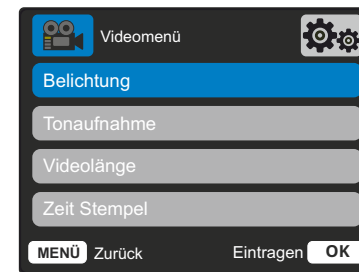 Videomenü
Belichtung
Tonaufnahme
Videolänge
Zeit Stempel
MENÜ Zurück Eintragen OK